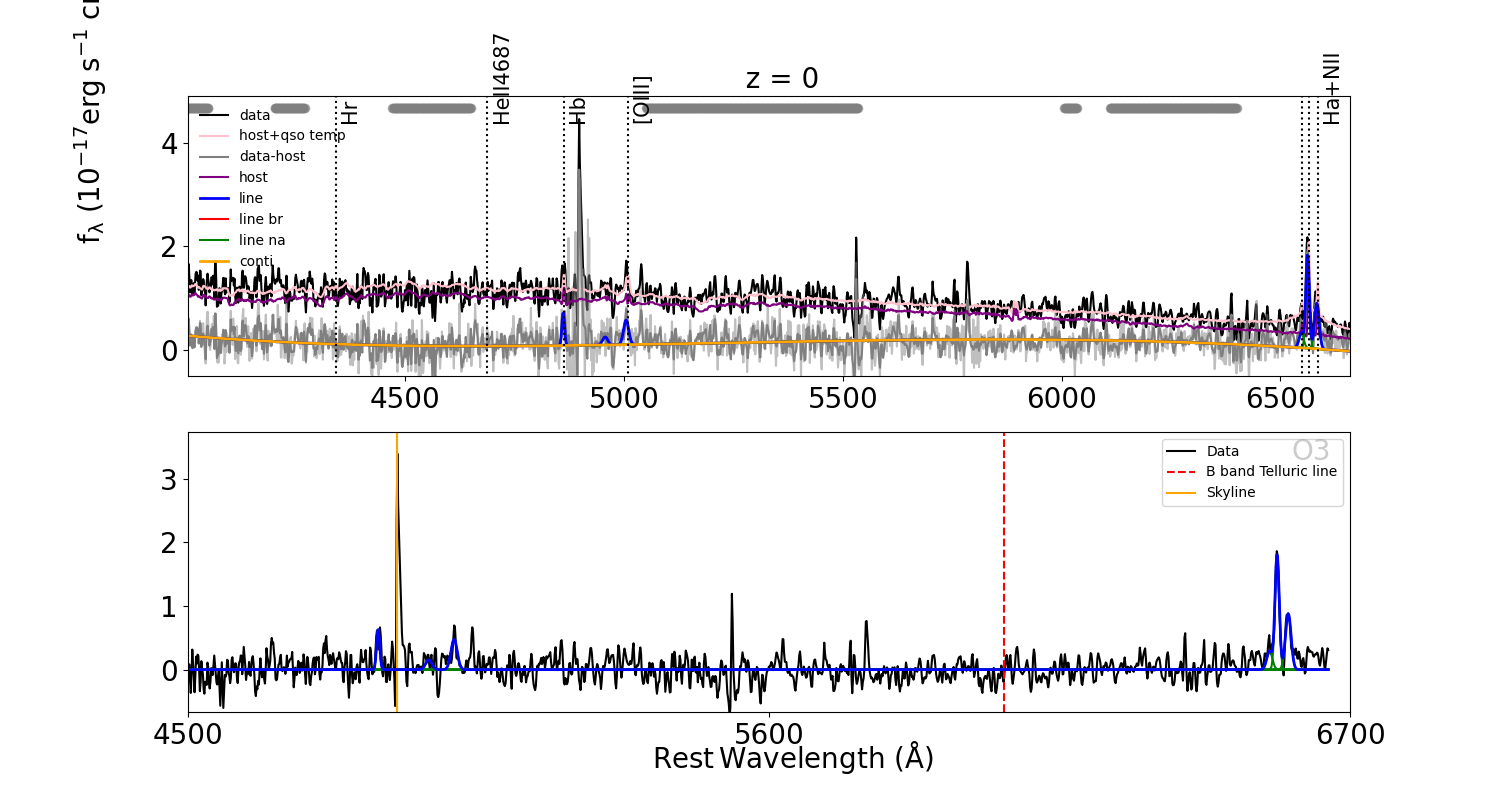 z = 0
f_λ (10^−17 erg s^−1 c
Hr
HeII4687
Hb
[OIII]
Ha+NII
data
host+qso temp
data-host
host
line
line br
line na
conti
4
2
0
4500 5000 5500 6000 6500
O3
Data
B band Telluric line
Skyline
3
2
1
0
4500 5600 6700
Rest Wavelength (Å)